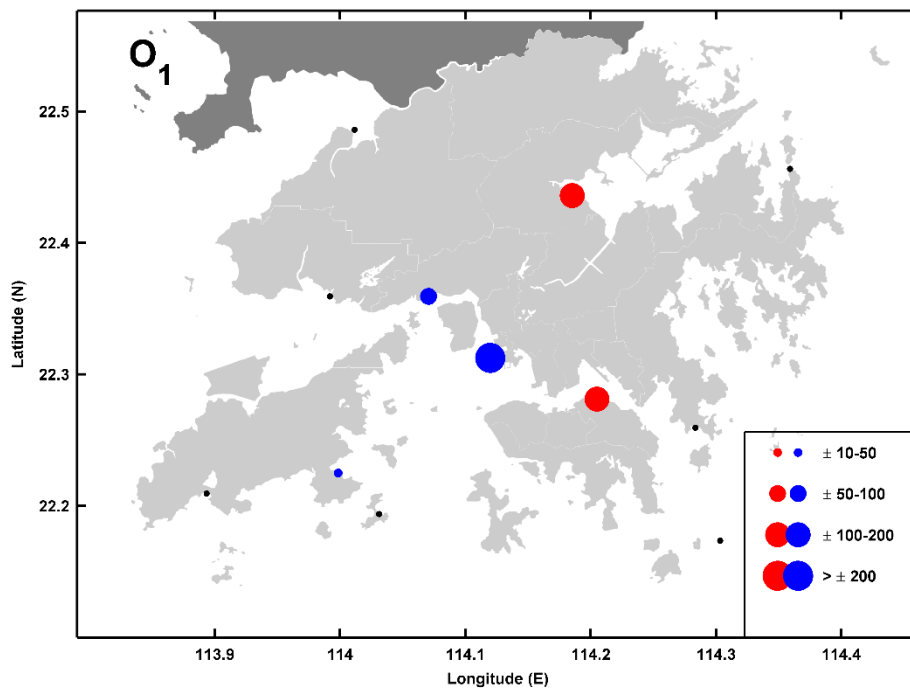 O1
22.5
22.4
22.3
22.2
Latitude (N)
113.9 114 114.1 114.2 114.3 114.4
Longitude (E)
± 10-50
± 50-100
± 100-200
> ± 200